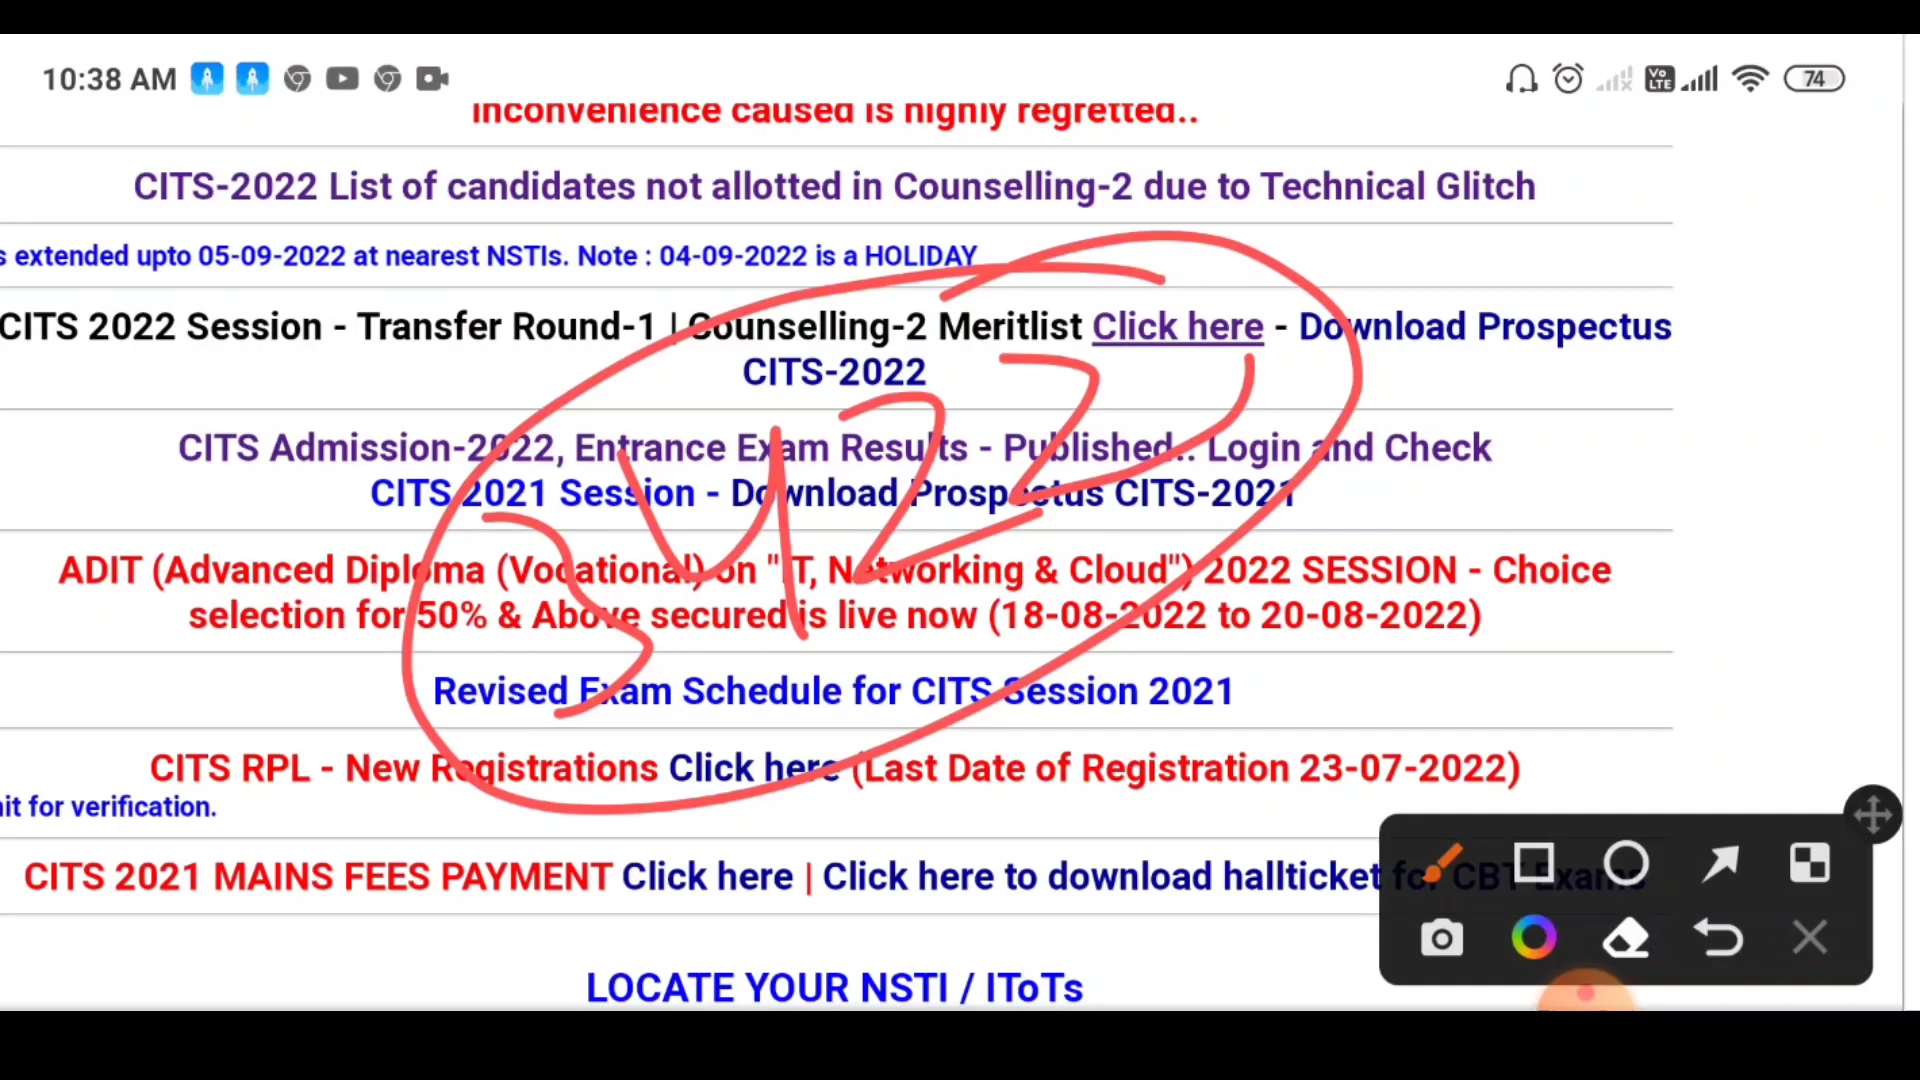 10:38 AM
Vo LTE
74
inconvenience caused is highly regretted..
CITS-2022 List of candidates not allotted in Counselling-2 due to Technical Glitch
s extended upto 05-09-2022 at nearest NSTIs. Note : 04-09-2022 is a HOLIDAY
CITS 2022 Session - Transfer Round-1 | Counselling-2 Meritlist Click here - Download Prospectus
CITS-2022
CITS Admission-2022, Entrance Exam Results - Published.. Login and Check
CITS 2021 Session - Download Prospectus CITS-2021
3422
ADIT (Advanced Diploma (Vocational) on "IT, Networking & Cloud") 2022 SESSION - Choice
selection for 50% & Above secured is live now (18-08-2022 to 20-08-2022)
Revised Exam Schedule for CITS Session 2021
CITS RPL - New Registrations Click here (Last Date of Registration 23-07-2022)
it for verification.
CITS 2021 MAINS FEES PAYMENT Click here | Click here to download hallticket for CBT Exams
LOCATE YOUR NSTI / IToTs